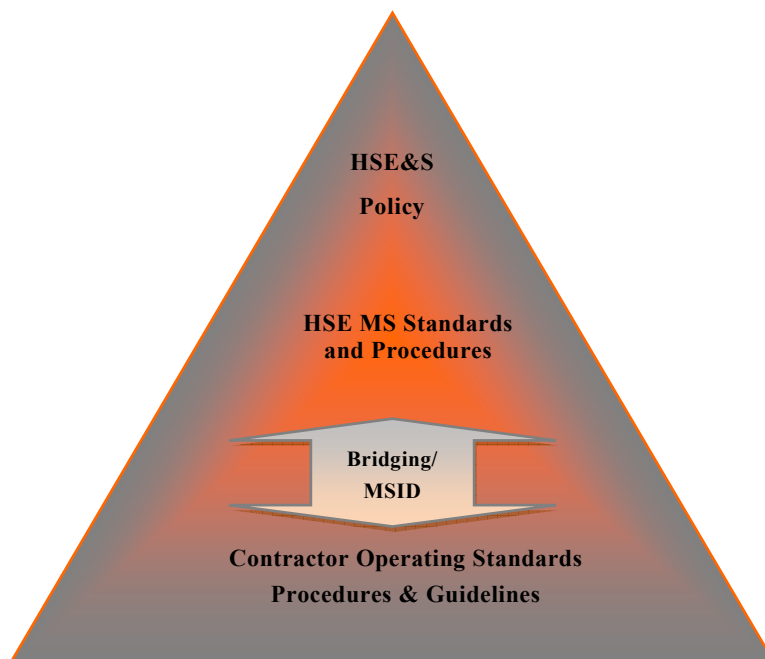 HSE&S
Policy
HSE MS Standards
and Procedures
Bridging/
MSID
Contractor Operating Standards
Procedures & Guidelines